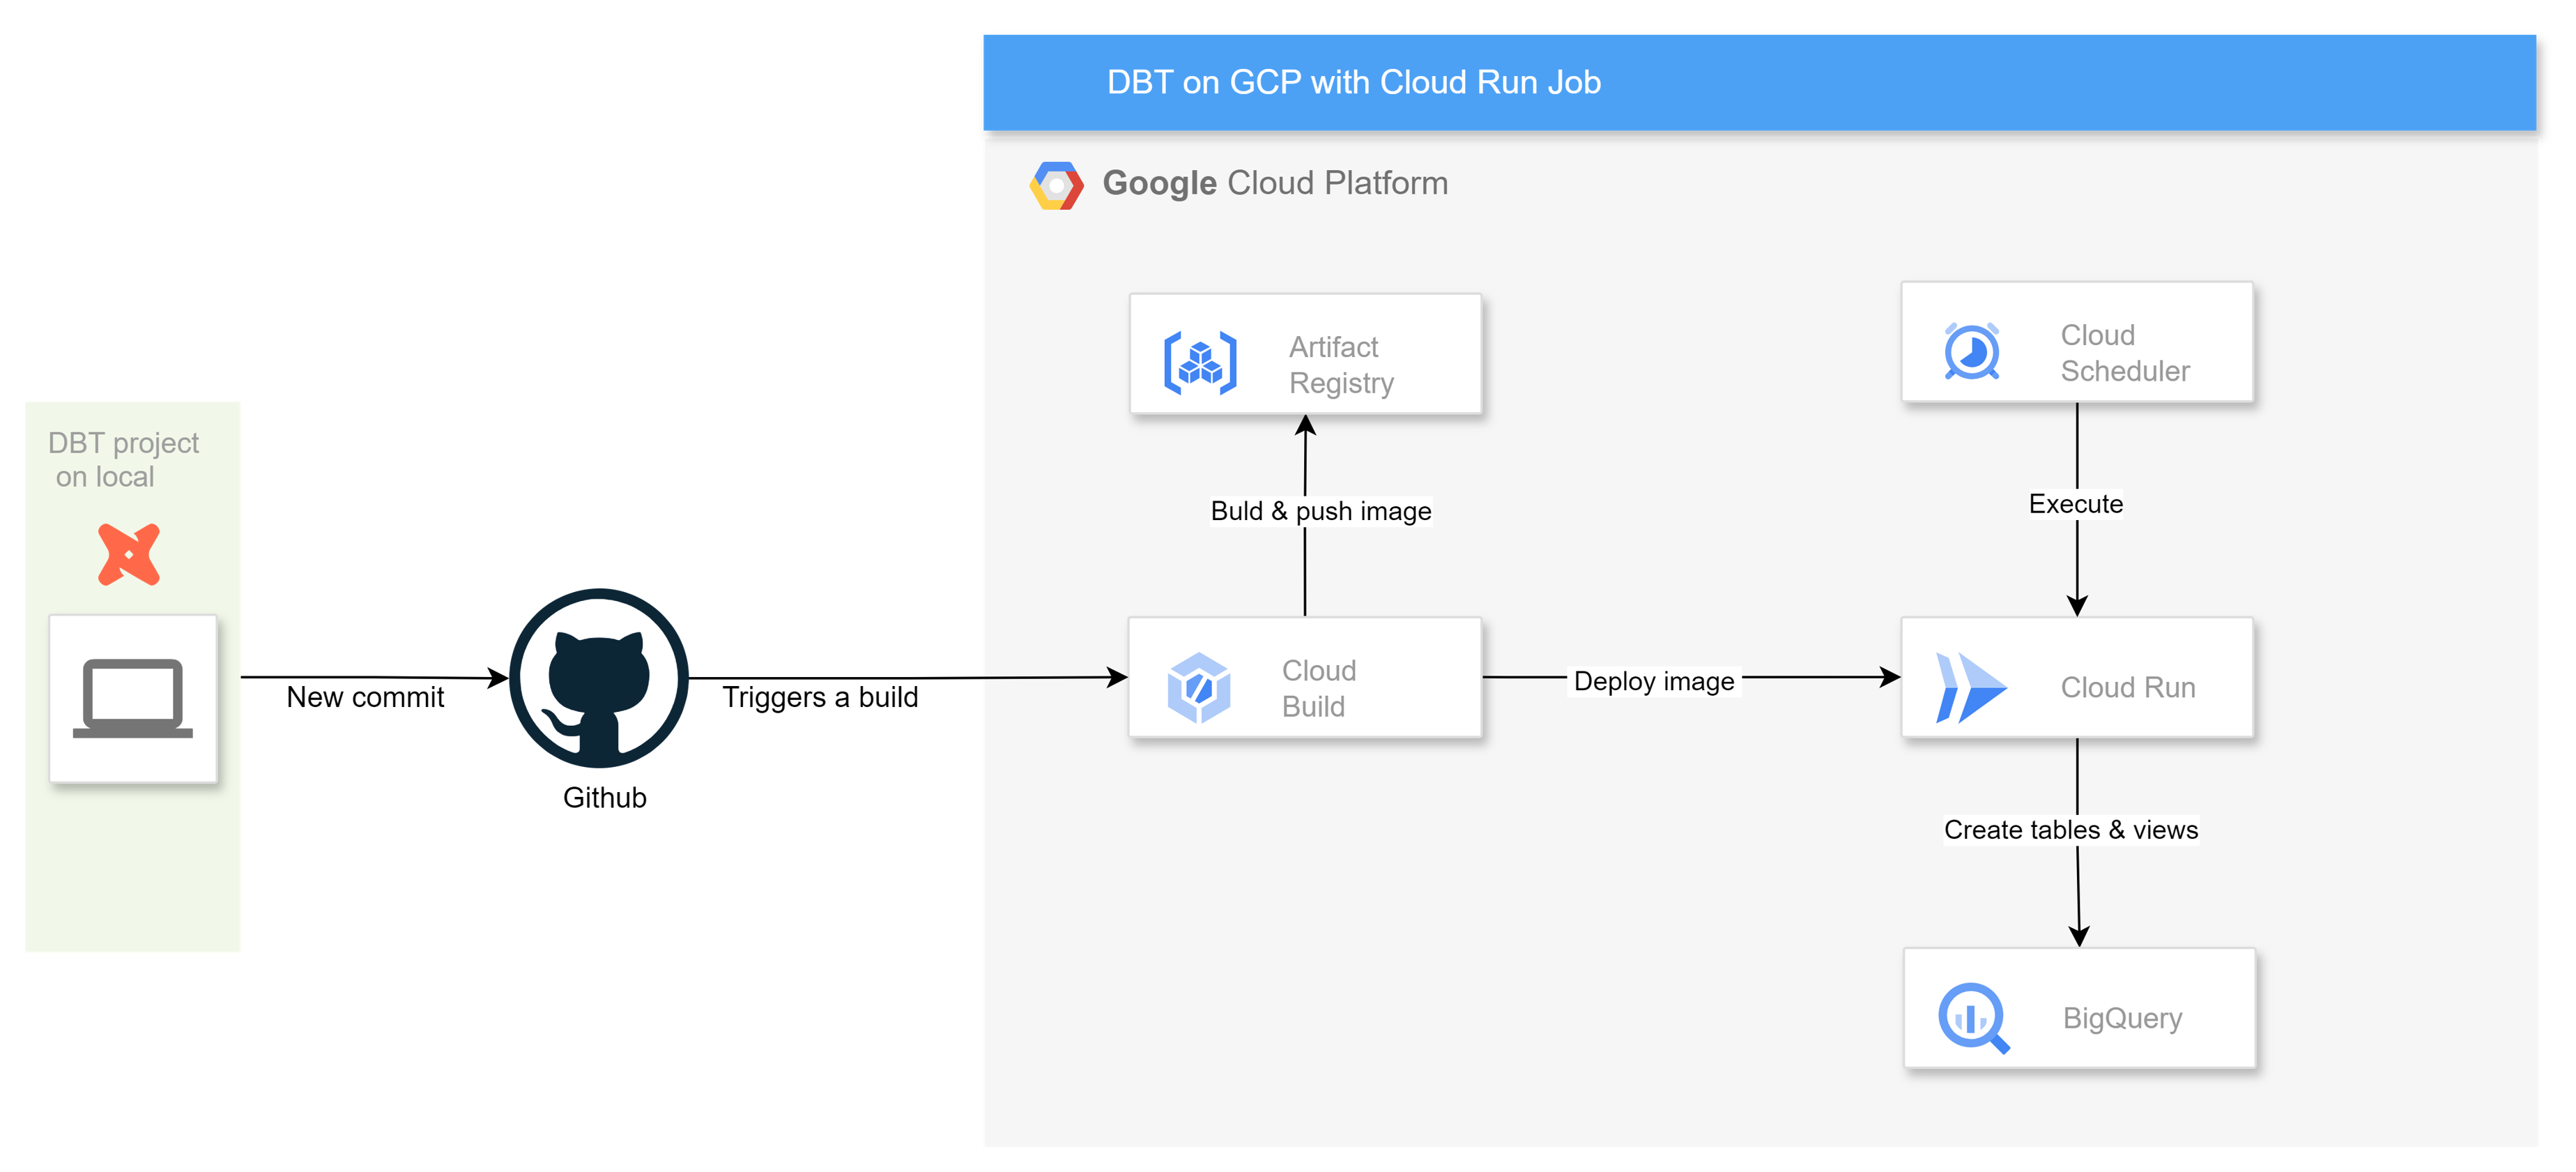 DBT on GCP with Cloud Run Job
Google Cloud Platform
Artifact
Registry
Cloud
Scheduler
DBT project
on local
Buld & push image
Execute
New commit
Triggers a build
Cloud
Build
Deploy image
Cloud Run
Github
Create tables & views
BigQuery